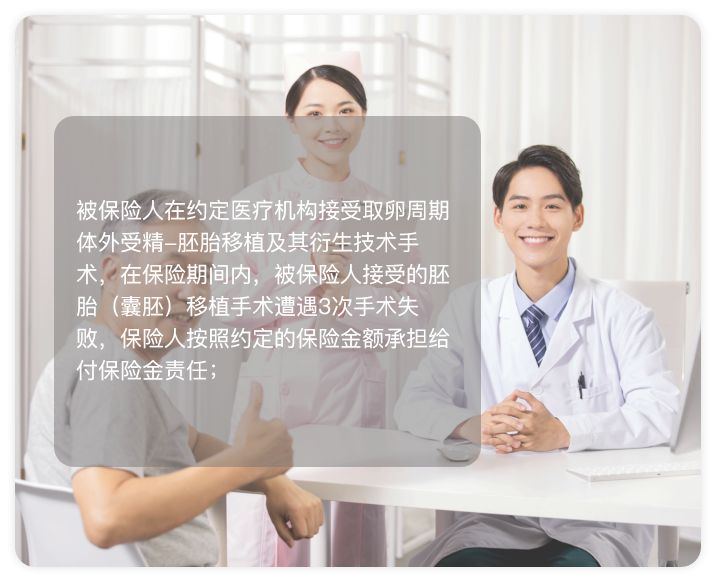 被保险人在约定医疗机构接受取卵周期
体外受精–胚胎移植及其衍生技术手
术，在保险期间内，被保险人接受的胚
胎（囊胚）移植手术遭遇3次手术失
败，保险人按照约定的保险金额承担给
付保险金责任；